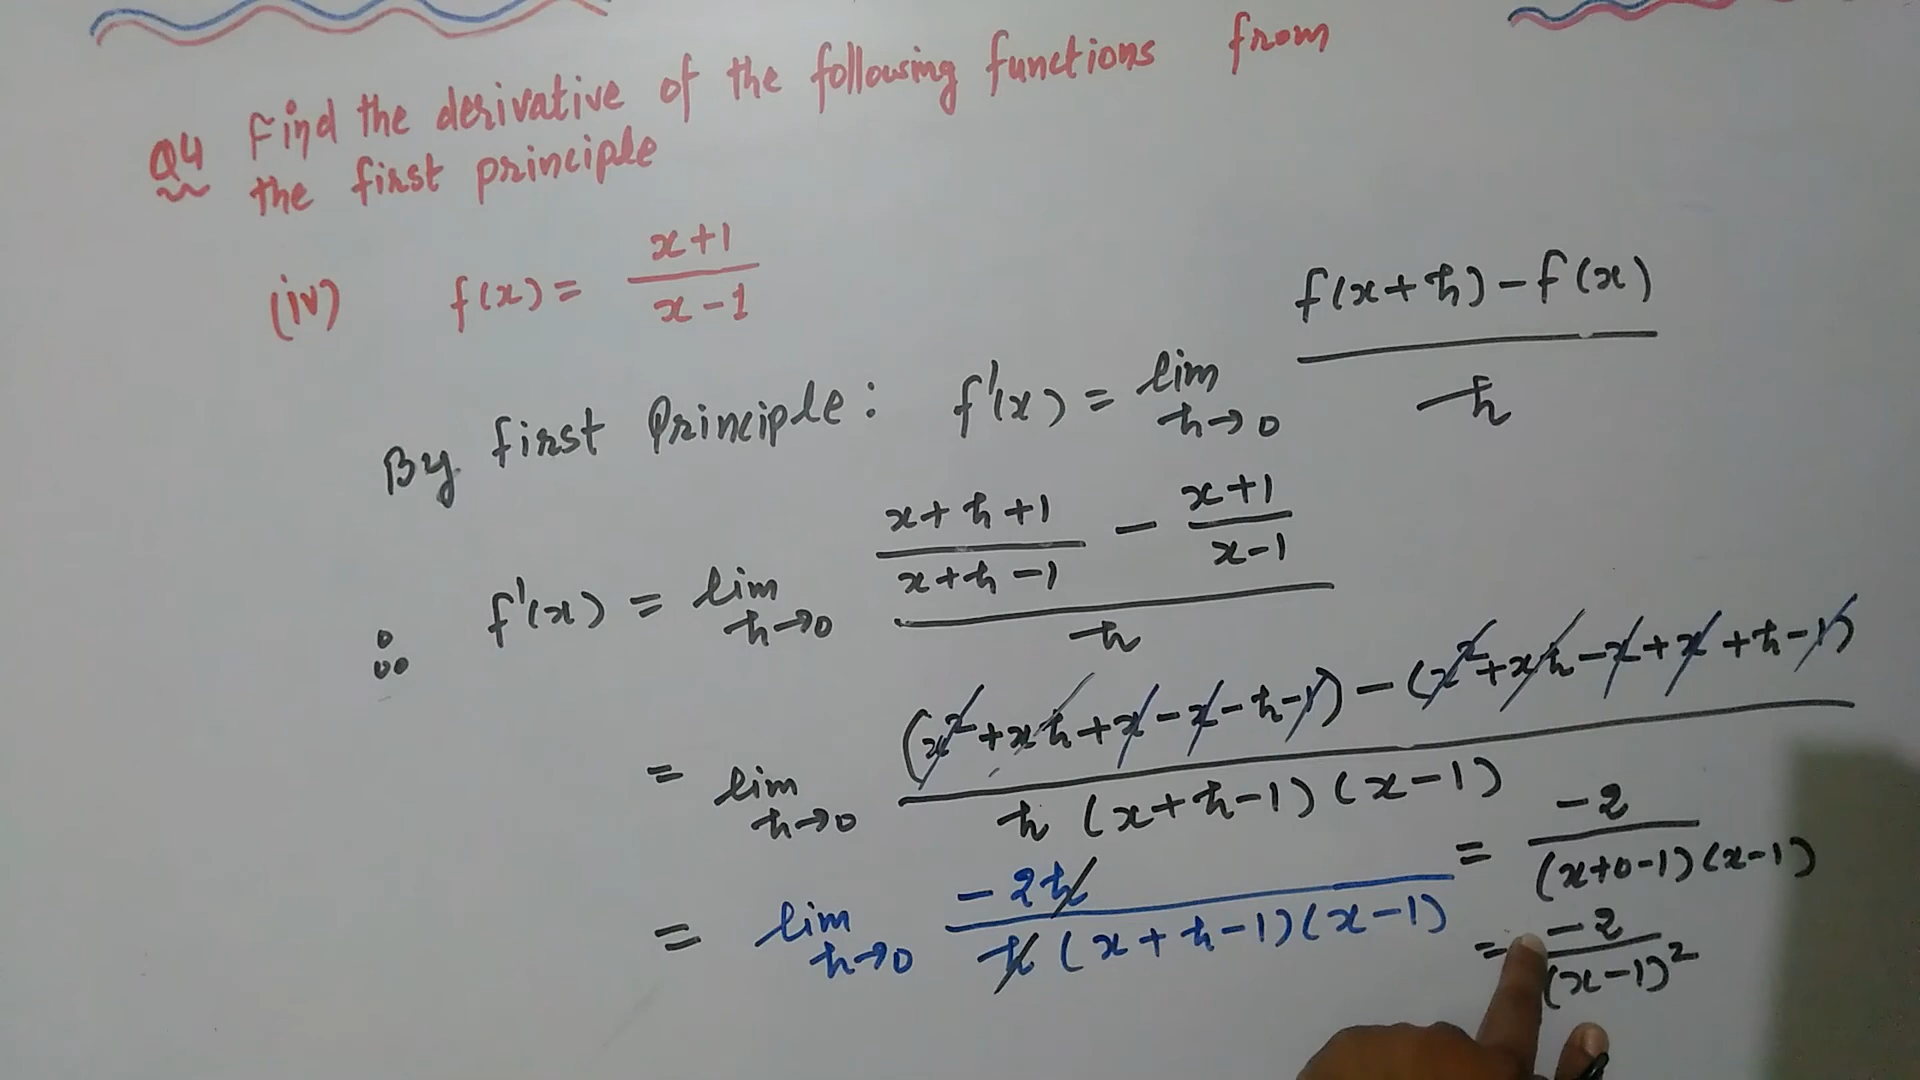 Q4 Find the derivative of the following functions from
the first principle
(iv) f(x) = x+1 / x-1
By first Principle: f'(x) = lim h→0 f(x+h)-f(x) / h
∴ f'(x) = lim h→0 x+h+1 / x+h-1 - x+1 / x-1 / h
= lim h→0 (x²+xh+x-x-h-1)-(x²+xh-x+x+h-1) / h(x+h-1)(x-1)
= lim h→0 -2h / h(x+h-1)(x-1)
= -2 / (x+0-1)(x-1)
= -2 / (x-1)²